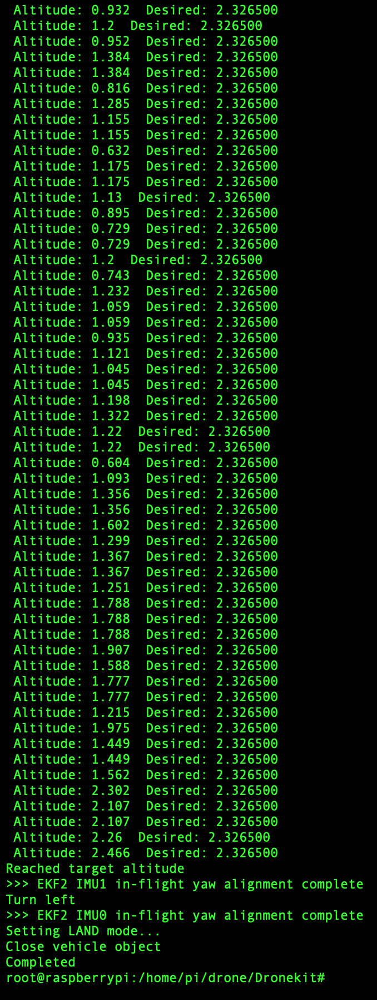 Altitude: 0.932  Desired: 2.326500
Altitude: 1.2  Desired: 2.326500
Altitude: 0.952  Desired: 2.326500
Altitude: 1.384  Desired: 2.326500
Altitude: 1.384  Desired: 2.326500
Altitude: 0.816  Desired: 2.326500
Altitude: 1.285  Desired: 2.326500
Altitude: 1.155  Desired: 2.326500
Altitude: 1.155  Desired: 2.326500
Altitude: 0.632  Desired: 2.326500
Altitude: 1.175  Desired: 2.326500
Altitude: 1.175  Desired: 2.326500
Altitude: 1.13  Desired: 2.326500
Altitude: 0.895  Desired: 2.326500
Altitude: 0.729  Desired: 2.326500
Altitude: 0.729  Desired: 2.326500
Altitude: 1.2  Desired: 2.326500
Altitude: 0.743  Desired: 2.326500
Altitude: 1.232  Desired: 2.326500
Altitude: 1.059  Desired: 2.326500
Altitude: 1.059  Desired: 2.326500
Altitude: 0.935  Desired: 2.326500
Altitude: 1.121  Desired: 2.326500
Altitude: 1.045  Desired: 2.326500
Altitude: 1.045  Desired: 2.326500
Altitude: 1.198  Desired: 2.326500
Altitude: 1.322  Desired: 2.326500
Altitude: 1.22  Desired: 2.326500
Altitude: 1.22  Desired: 2.326500
Altitude: 0.604  Desired: 2.326500
Altitude: 1.093  Desired: 2.326500
Altitude: 1.356  Desired: 2.326500
Altitude: 1.356  Desired: 2.326500
Altitude: 1.602  Desired: 2.326500
Altitude: 1.299  Desired: 2.326500
Altitude: 1.367  Desired: 2.326500
Altitude: 1.367  Desired: 2.326500
Altitude: 1.251  Desired: 2.326500
Altitude: 1.788  Desired: 2.326500
Altitude: 1.788  Desired: 2.326500
Altitude: 1.788  Desired: 2.326500
Altitude: 1.907  Desired: 2.326500
Altitude: 1.588  Desired: 2.326500
Altitude: 1.777  Desired: 2.326500
Altitude: 1.777  Desired: 2.326500
Altitude: 1.215  Desired: 2.326500
Altitude: 1.975  Desired: 2.326500
Altitude: 1.449  Desired: 2.326500
Altitude: 1.449  Desired: 2.326500
Altitude: 1.562  Desired: 2.326500
Altitude: 2.302  Desired: 2.326500
Altitude: 2.107  Desired: 2.326500
Altitude: 2.107  Desired: 2.326500
Altitude: 2.26  Desired: 2.326500
Altitude: 2.466  Desired: 2.326500
Reached target altitude
>>> EKF2 IMU1 in-flight yaw alignment complete
Turn left
>>> EKF2 IMU0 in-flight yaw alignment complete
Setting LAND mode...
Close vehicle object
Completed
root@raspberrypi:/home/pi/drone/Dronekit#